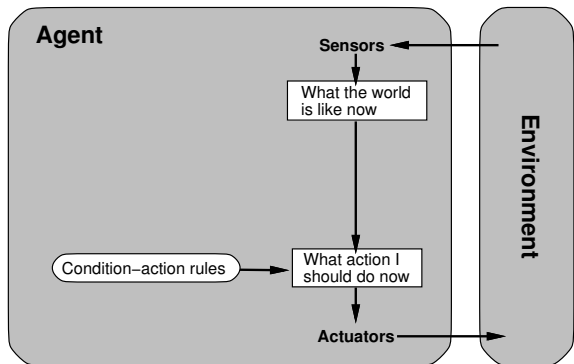 Agent
Sensors
What the world
is like now
Environment
Condition−action rules
What action I
should do now
Actuators